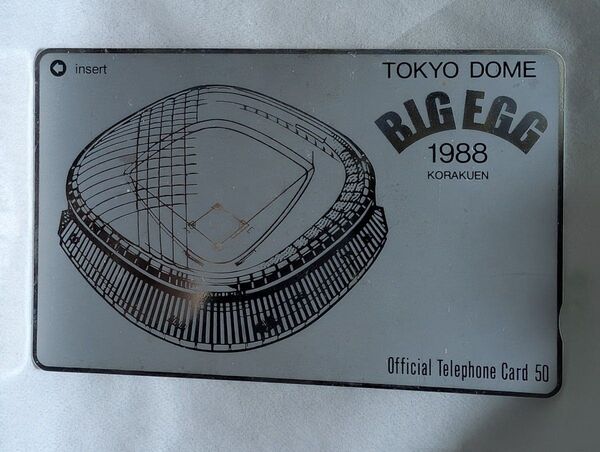 insert
TOKYO DOME
BIG EGG
1988
KORAKUEN
Official Telephone Card 50